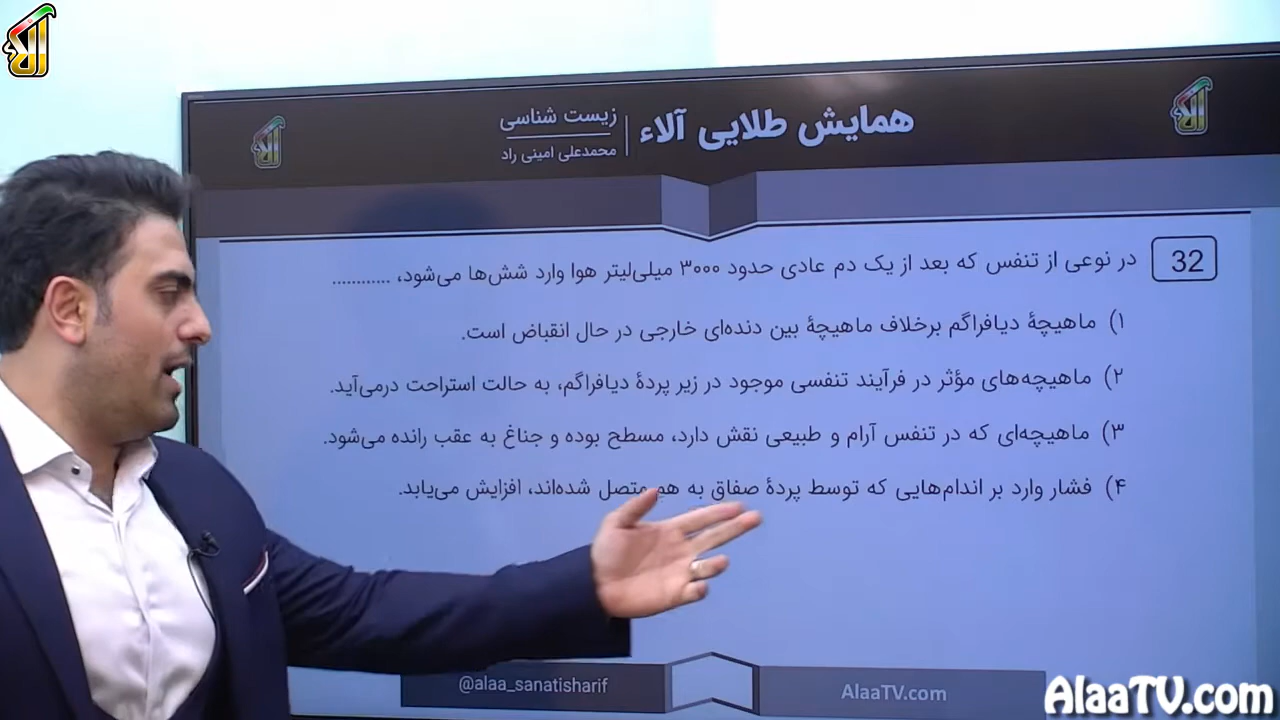 الاء
همایش طلایی آلاء
زیست شناسی
محمدعلی امینی راد
32
در نوعی از تنفس که بعد از یک دم عادی حدود ۳۰۰۰ میلی‌لیتر هوا وارد شش‌ها می‌شود، ............
۱) ماهیچهٔ دیافراگم برخلاف ماهیچهٔ بین دنده‌ای خارجی در حال انقباض است.
۲) ماهیچه‌های مؤثر در فرآیند تنفسی موجود در زیر پردهٔ دیافراگم، به حالت استراحت درمی‌آید.
۳) ماهیچه‌ای که در تنفس آرام و طبیعی نقش دارد، مسطح بوده و جناغ به عقب رانده می‌شود.
۴) فشار وارد بر اندام‌هایی که توسط پردهٔ صفاق به هم متصل شده‌اند، افزایش می‌یابد.
@alaa_sanatisharif
AlaaTV.com
AlaaTV.com